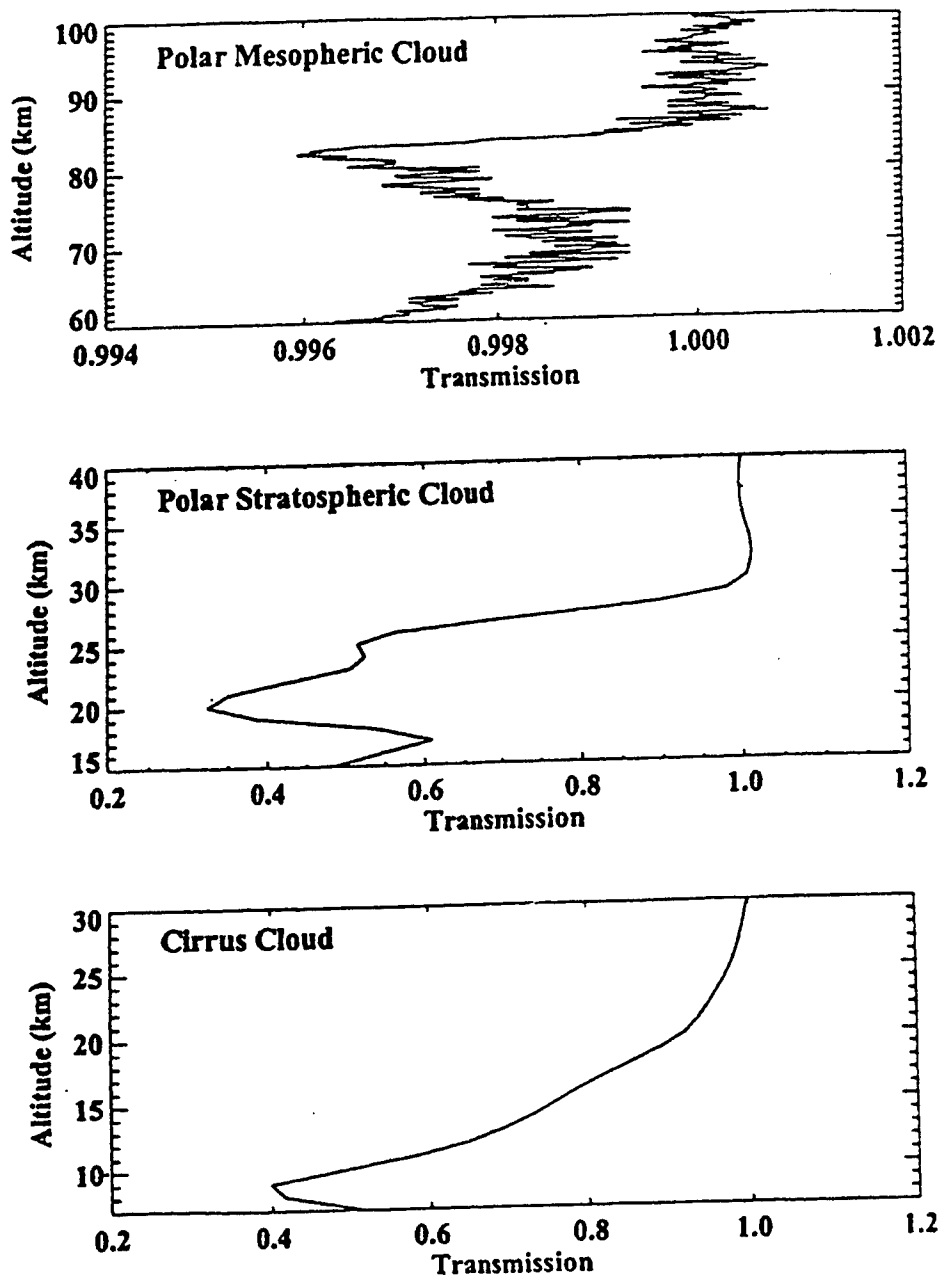 Polar Mesopheric Cloud
100
90
80
70
60
Altitude (km)
0.994 0.996 0.998 1.000 1.002
Transmission
Polar Stratospheric Cloud
40
35
30
25
20
15
Altitude (km)
0.2 0.4 0.6 0.8 1.0 1.2
Transmission
Cirrus Cloud
30
25
20
15
10
Altitude (km)
0.2 0.4 0.6 0.8 1.0 1.2
Transmission